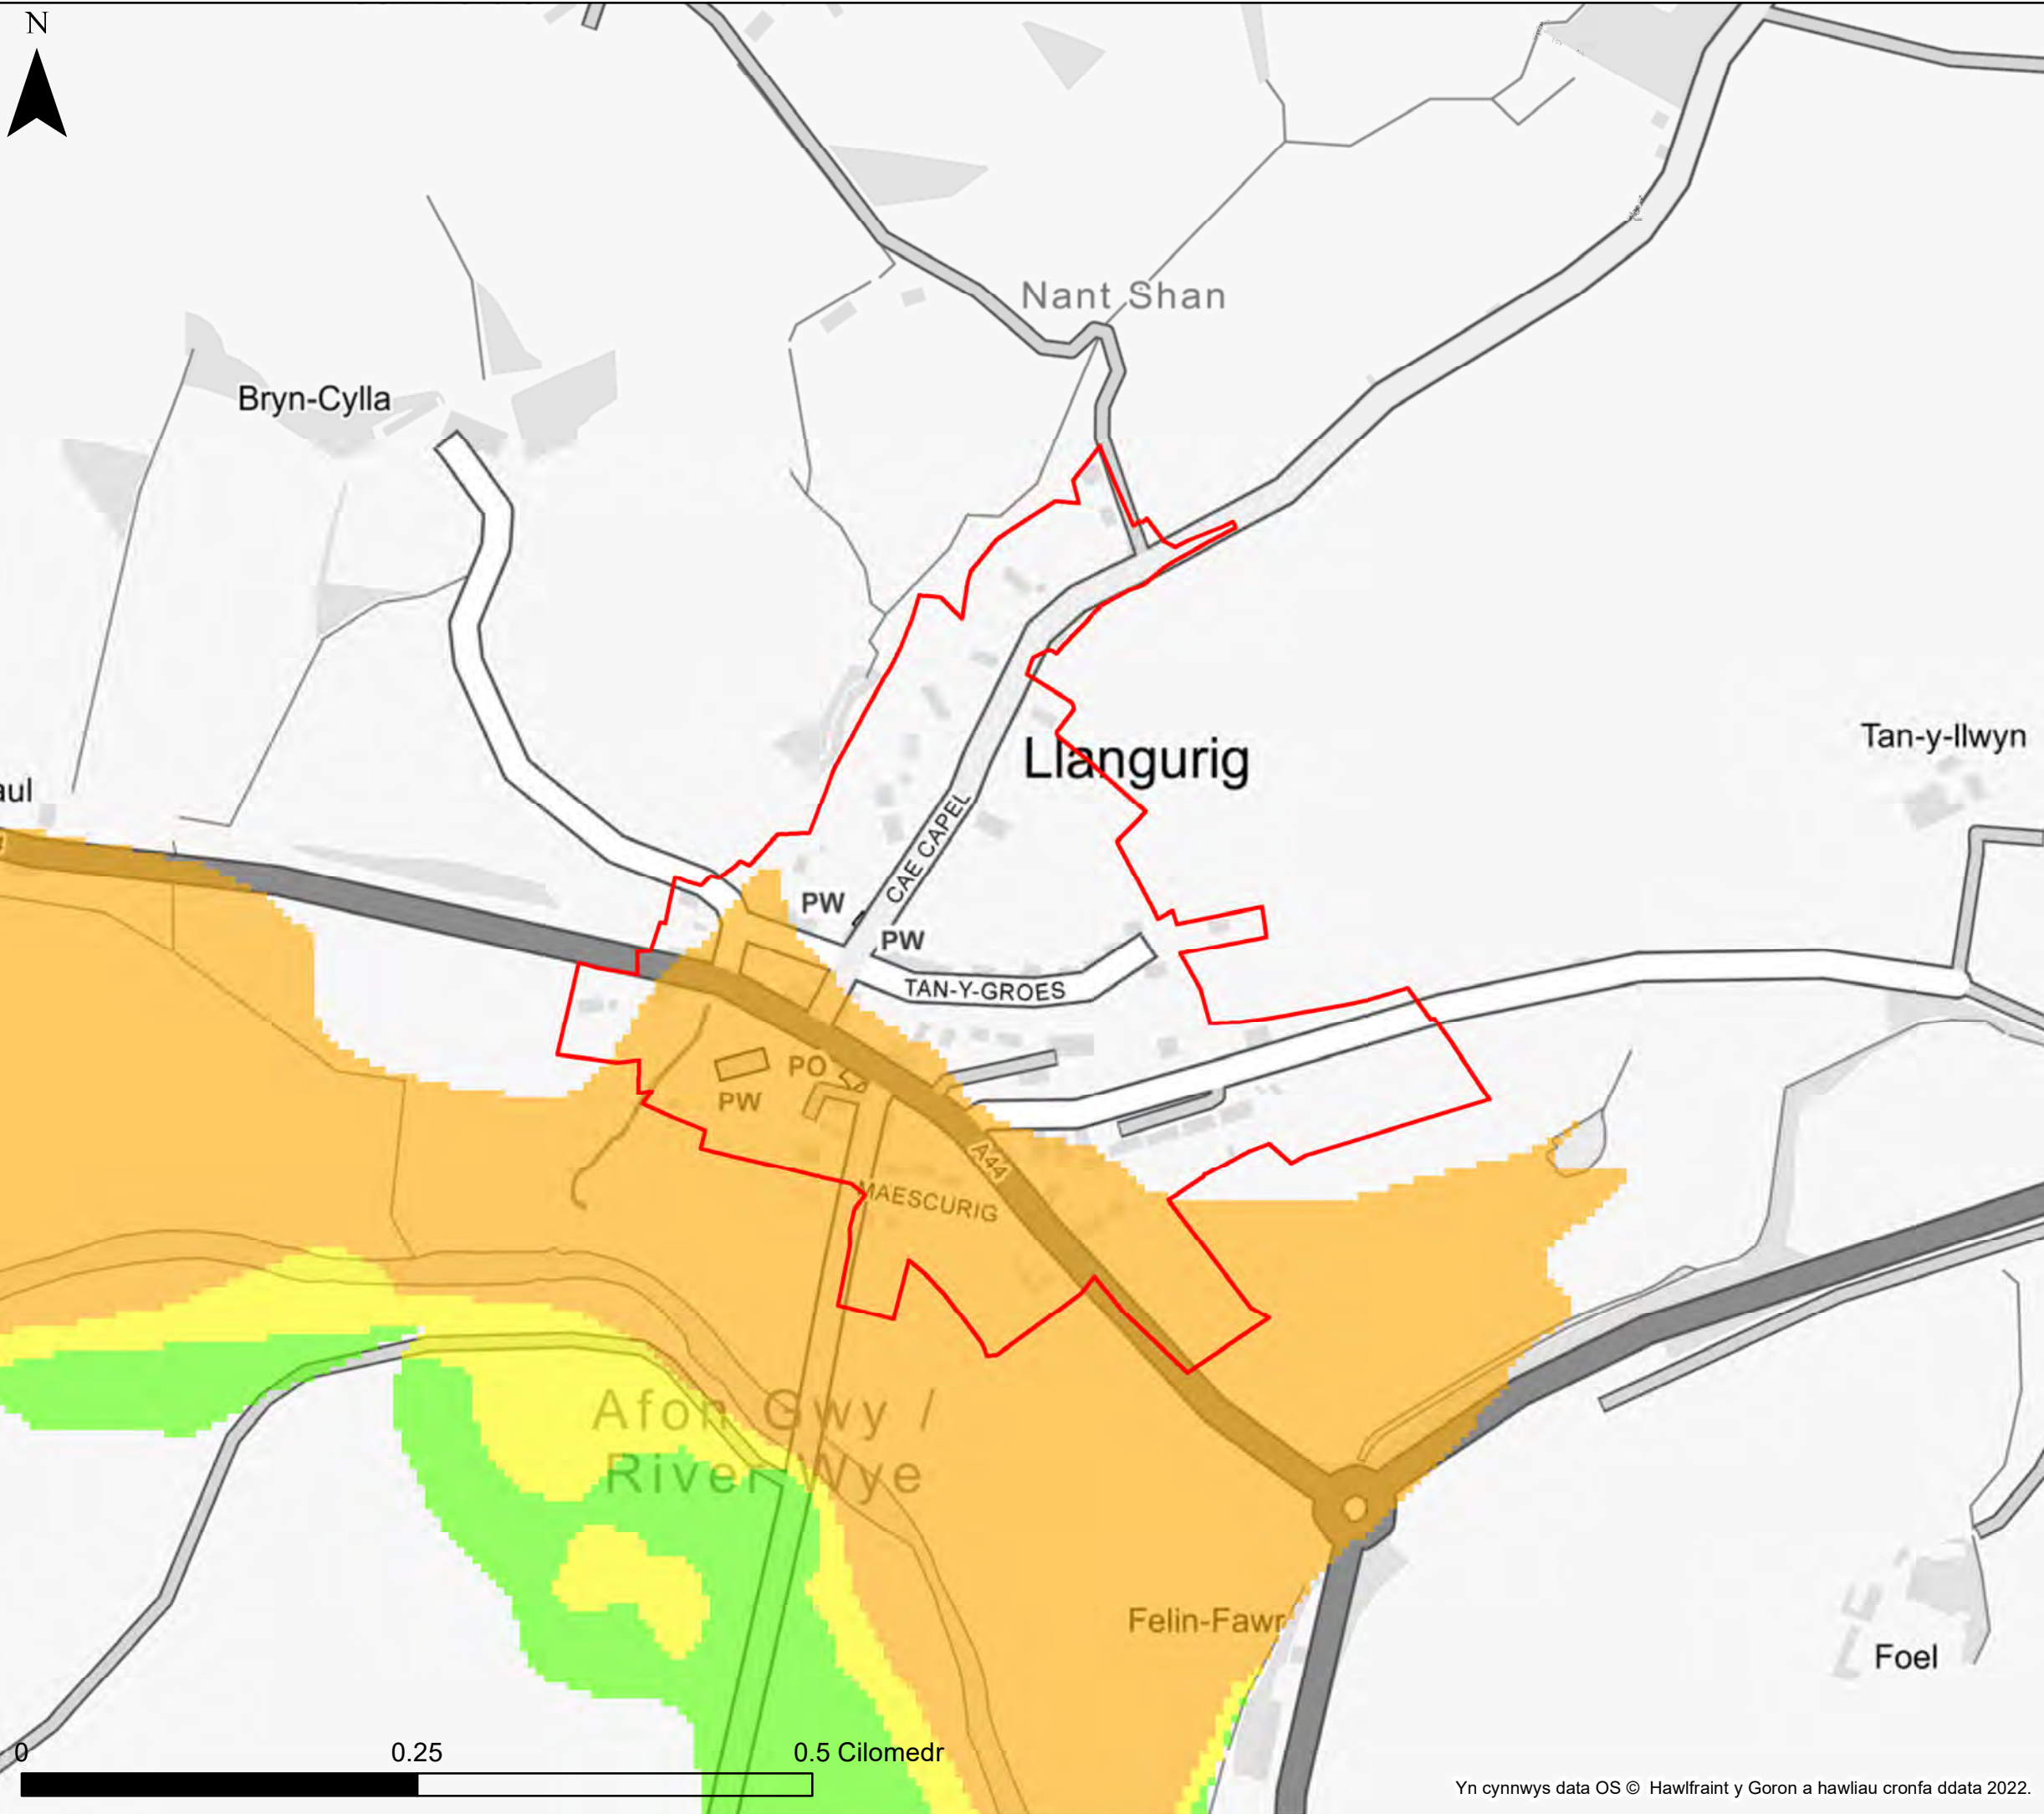 N
Nant Shan
Bryn-Cylla
Llangurig
Tan-y-llwyn
aul
CAE CAPEL
PW
PW
TAN-Y-GROES
PO
PW
A44
MAESCURIG
Afon Gwy /
River Wye
Felin-Fawr
Foel
0 0.25 0.5 Cilomedr
Yn cynnwys data OS © Hawlfraint y Goron a hawliau cronfa ddata 2022.